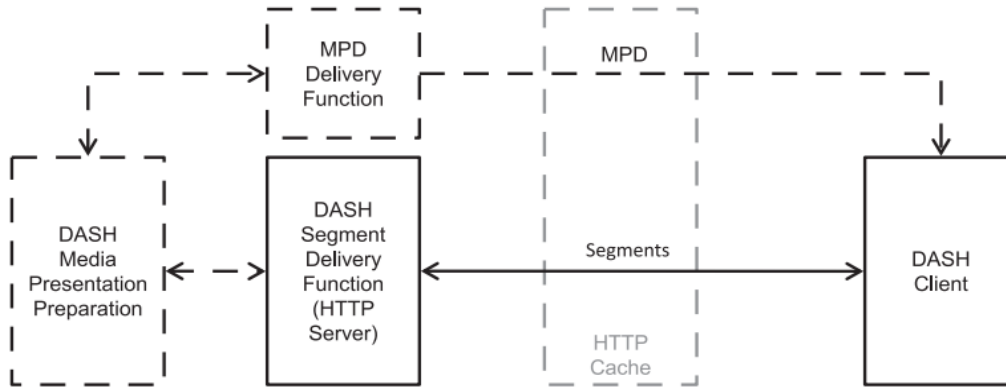 MPD
Delivery
Function
MPD
DASH
Media
Presentation
Preparation
DASH
Segment
Delivery
Function
(HTTP
Server)
Segments
DASH
Client
HTTP
Cache